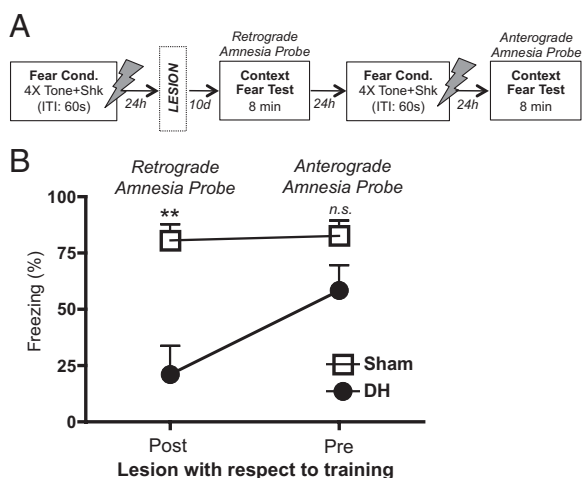 A
Retrograde
Amnesia Probe
Anterograde
Amnesia Probe
Fear Cond.
4X Tone+Shk
(ITI: 60s)
24h
LESION
10d
Context
Fear Test
8 min
24h
Fear Cond.
4X Tone+Shk
(ITI: 60s)
24h
Context
Fear Test
8 min
B
Retrograde
Amnesia Probe
Anterograde
Amnesia Probe
**
n.s.
100
75
50
25
0
Freezing (%)
Sham
DH
Post
Pre
Lesion with respect to training